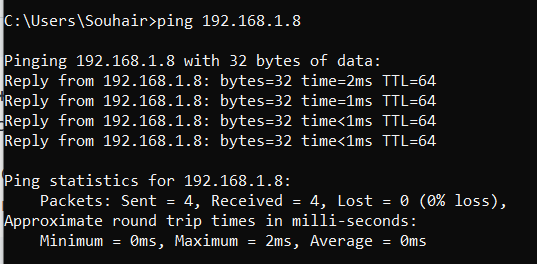 C:\Users\Souhair>ping 192.168.1.8
Pinging 192.168.1.8 with 32 bytes of data:
Reply from 192.168.1.8: bytes=32 time=2ms TTL=64
Reply from 192.168.1.8: bytes=32 time=1ms TTL=64
Reply from 192.168.1.8: bytes=32 time<1ms TTL=64
Reply from 192.168.1.8: bytes=32 time<1ms TTL=64
Ping statistics for 192.168.1.8:
    Packets: Sent = 4, Received = 4, Lost = 0 (0% loss),
Approximate round trip times in milli-seconds:
    Minimum = 0ms, Maximum = 2ms, Average = 0ms